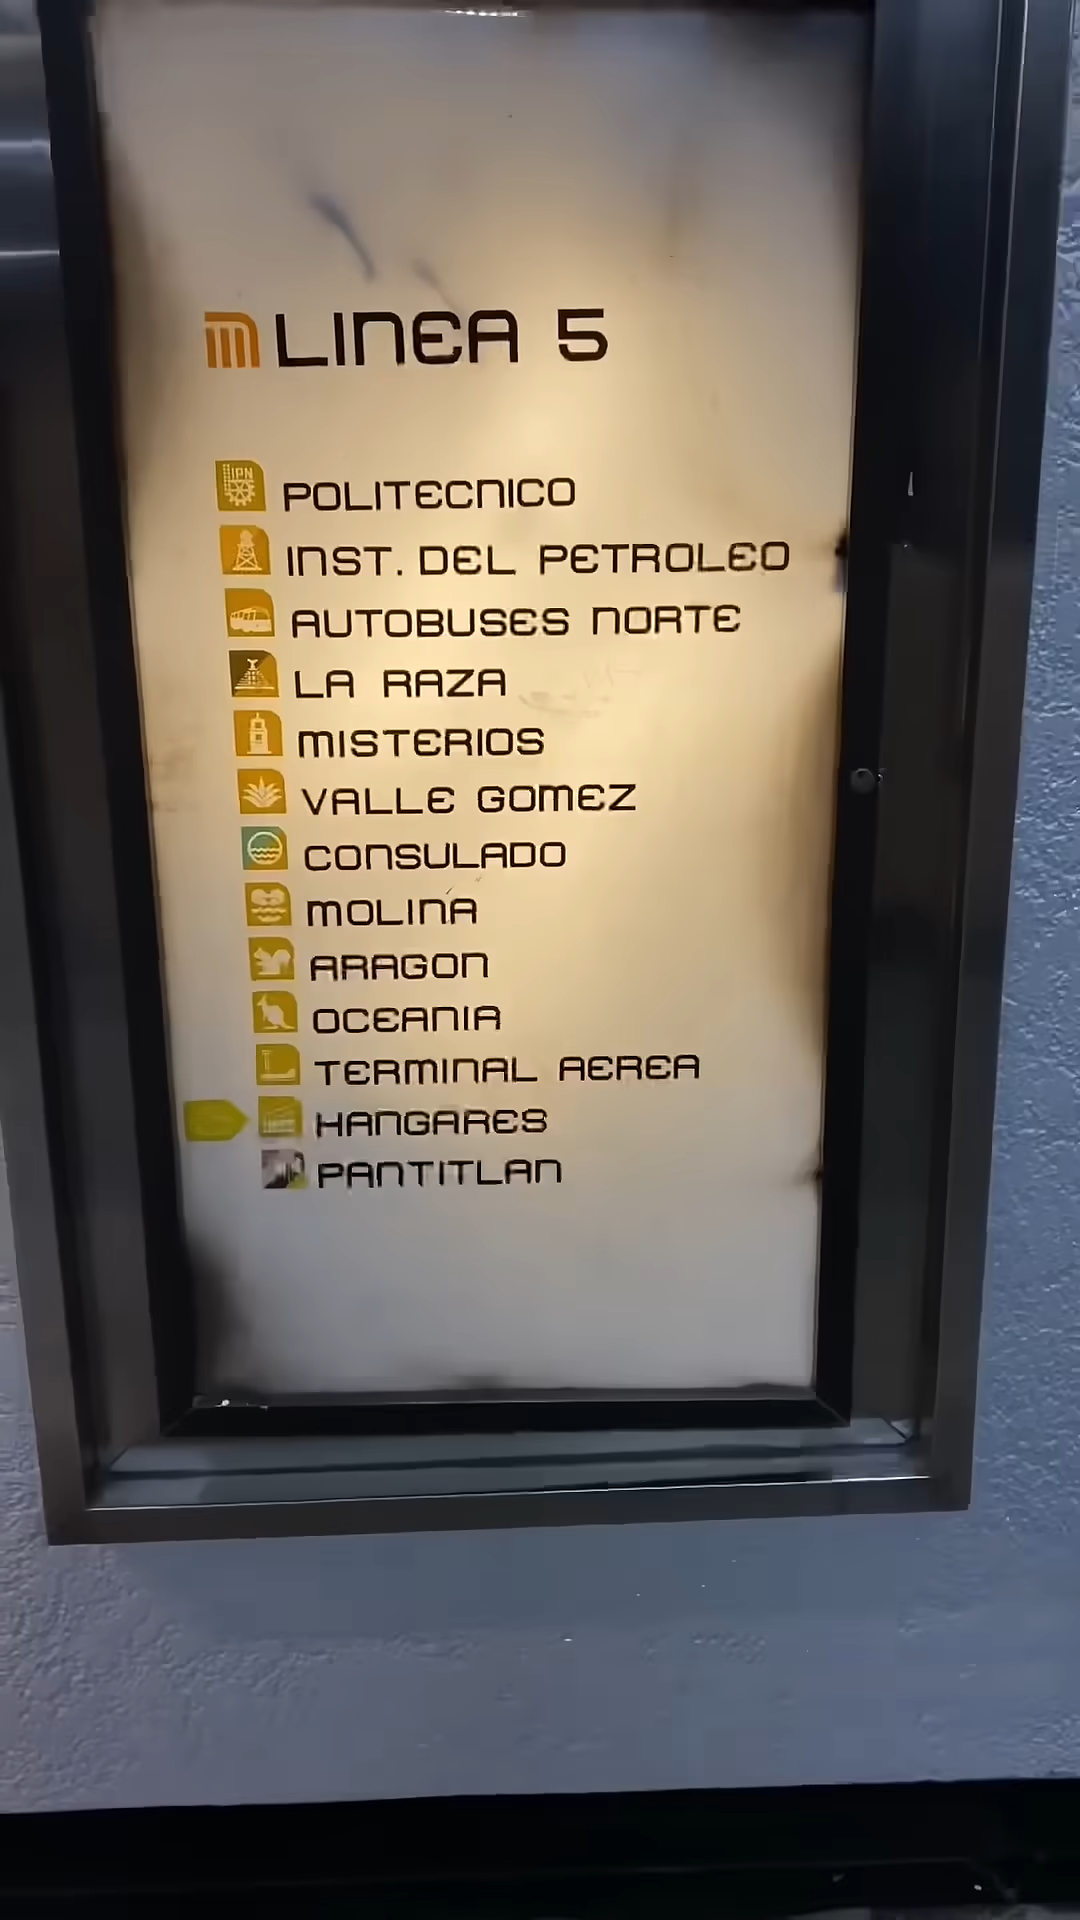 LINEA 5
IPN
POLITECNICO
INST. DEL PETROLEO
AUTOBUSES NORTE
LA RAZA
MISTERIOS
VALLE GOMEZ
CONSULADO
MOLINA
ARAGON
OCEANIA
TERMINAL AEREA
HANGARES
PANTITLAN